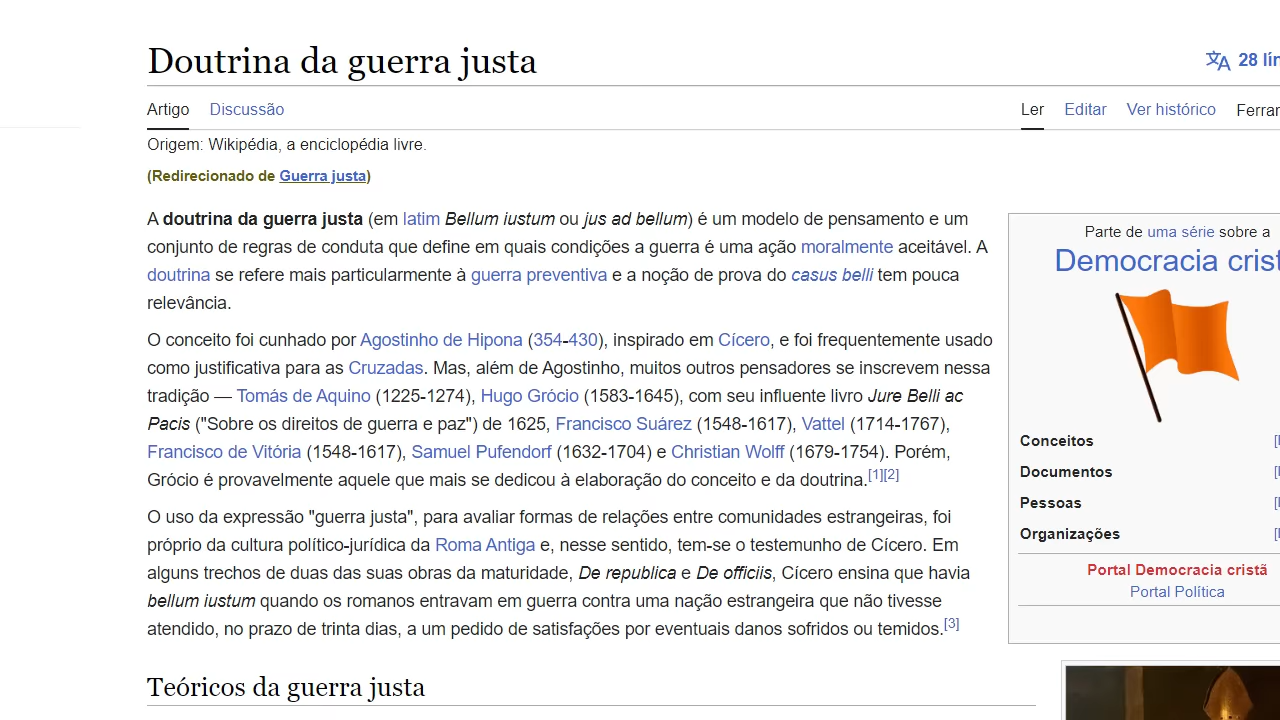 Doutrina da guerra justa
28 lín
Artigo Discussão Ler Editar Ver histórico Ferrar
Origem: Wikipédia, a enciclopédia livre.
(Redirecionado de Guerra justa)
A doutrina da guerra justa (em latim Bellum iustum ou jus ad bellum) é um modelo de pensamento e um
conjunto de regras de conduta que define em quais condições a guerra é uma ação moralmente aceitável. A
doutrina se refere mais particularmente à guerra preventiva e a noção de prova do casus belli tem pouca
relevância.
O conceito foi cunhado por Agostinho de Hipona (354-430), inspirado em Cícero, e foi frequentemente usado
como justificativa para as Cruzadas. Mas, além de Agostinho, muitos outros pensadores se inscrevem nessa
tradição — Tomás de Aquino (1225-1274), Hugo Grócio (1583-1645), com seu influente livro Jure Belli ac
Pacis ("Sobre os direitos de guerra e paz") de 1625, Francisco Suárez (1548-1617), Vattel (1714-1767),
Francisco de Vitória (1548-1617), Samuel Pufendorf (1632-1704) e Christian Wolff (1679-1754). Porém,
Grócio é provavelmente aquele que mais se dedicou à elaboração do conceito e da doutrina.[1][2]
O uso da expressão "guerra justa", para avaliar formas de relações entre comunidades estrangeiras, foi
próprio da cultura político-jurídica da Roma Antiga e, nesse sentido, tem-se o testemunho de Cícero. Em
alguns trechos de duas das suas obras da maturidade, De republica e De officiis, Cícero ensina que havia
bellum iustum quando os romanos entravam em guerra contra uma nação estrangeira que não tivesse
atendido, no prazo de trinta dias, a um pedido de satisfações por eventuais danos sofridos ou temidos.[3]
Teóricos da guerra justa
Parte de uma série sobre a
Democracia crist
Conceitos
Documentos
Pessoas
Organizações
Portal Democracia cristã
Portal Política